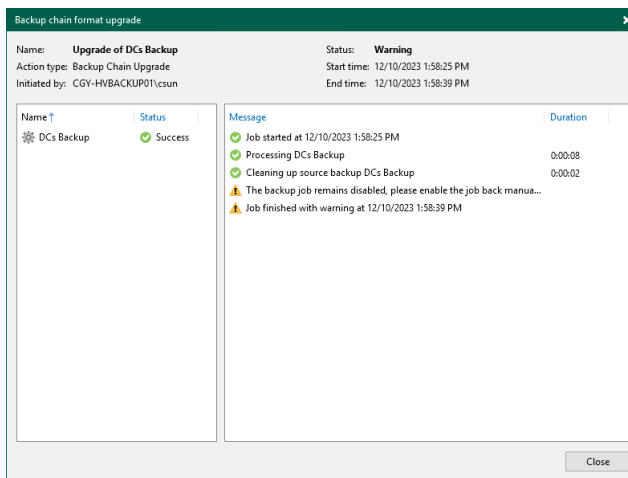 Backup chain format upgrade
Name: Upgrade of DCs Backup
Status: Warning
Action type: Backup Chain Upgrade
Start time: 12/10/2023 1:58:25 PM
Initiated by: CGY-HVBACKUP01\csun
End time: 12/10/2023 1:58:39 PM
Name Status
DCs Backup Success
Message Duration
Job started at 12/10/2023 1:58:25 PM
Processing DCs Backup 0:00:08
Cleaning up source backup DCs Backup 0:00:02
The backup job remains disabled, please enable the job back manua...
Job finished with warning at 12/10/2023 1:58:39 PM
Close